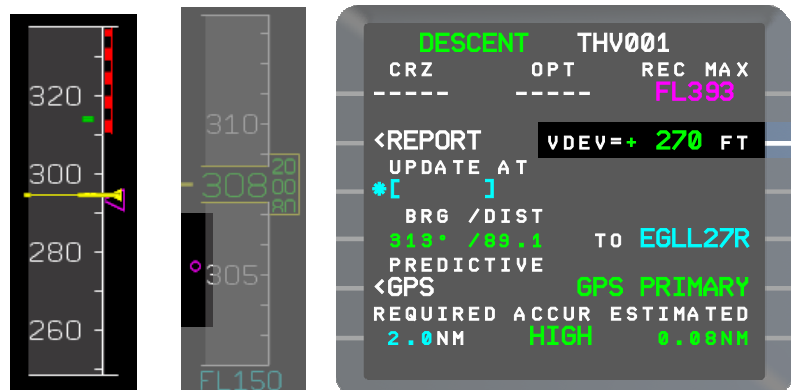 320
300
280
260
310
308
20
00
80
305
FL150
DESCENT THV001
CRZ OPT REC MAX
----- ----- FL393
<REPORT VDEV=+ 270 FT
UPDATE AT
*[ ]
BRG /DIST
313° /89.1 TO EGLL27R
PREDICTIVE
<GPS GPS PRIMARY
REQUIRED ACCUR ESTIMATED
2.0NM HIGH 0.08NM